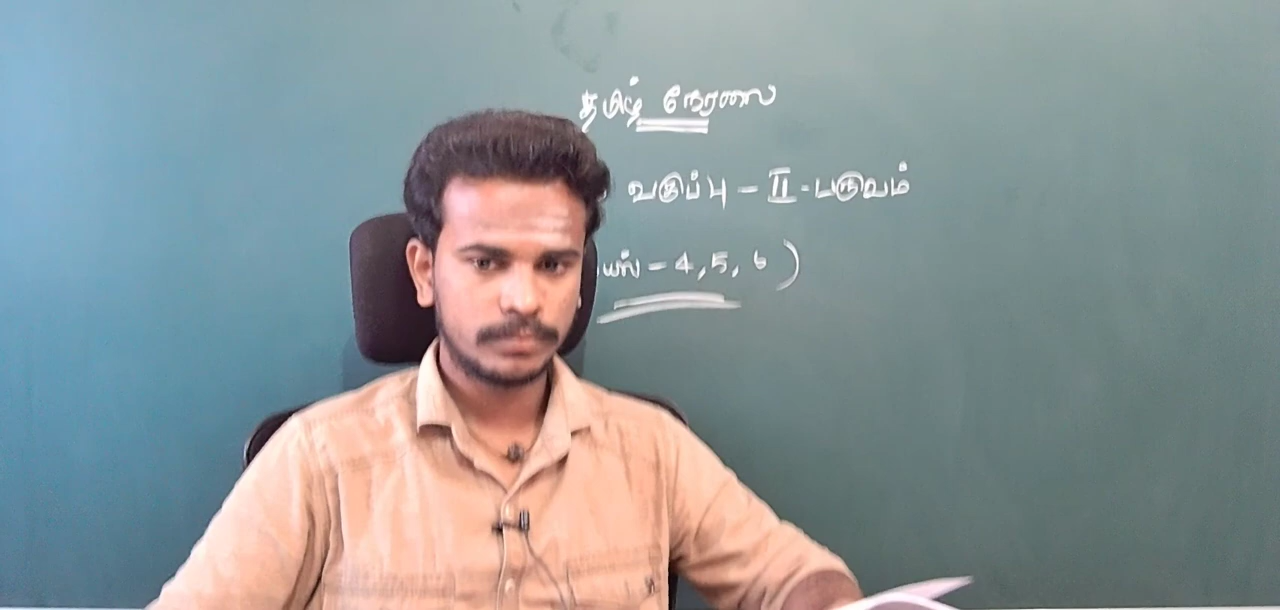 தமிழ் நேரலை
வகுப்பு - II - பருவம்
யல் - 4, 5, 6 )